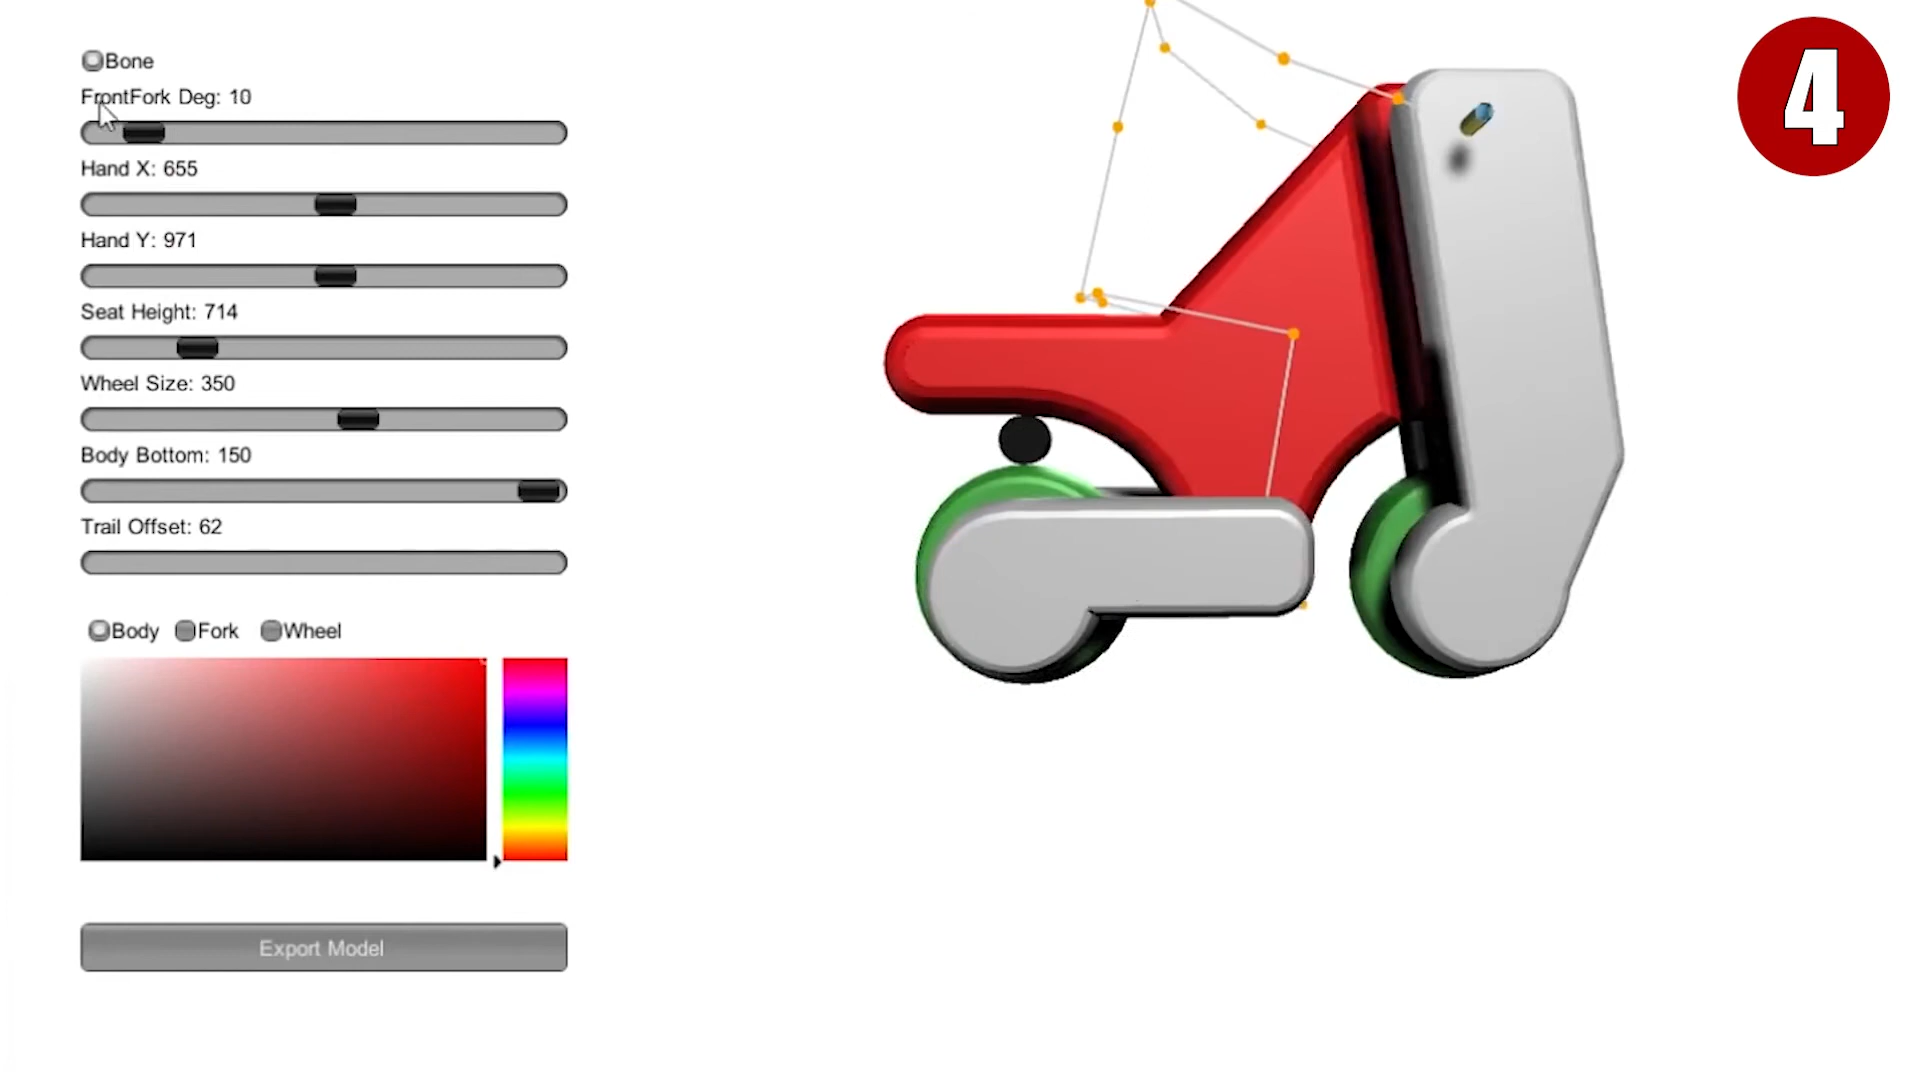 Bone
FrontFork Deg: 10
Hand X: 655
Hand Y: 971
Seat Height: 714
Wheel Size: 350
Body Bottom: 150
Trail Offset: 62
Body Fork Wheel
Export Model
4